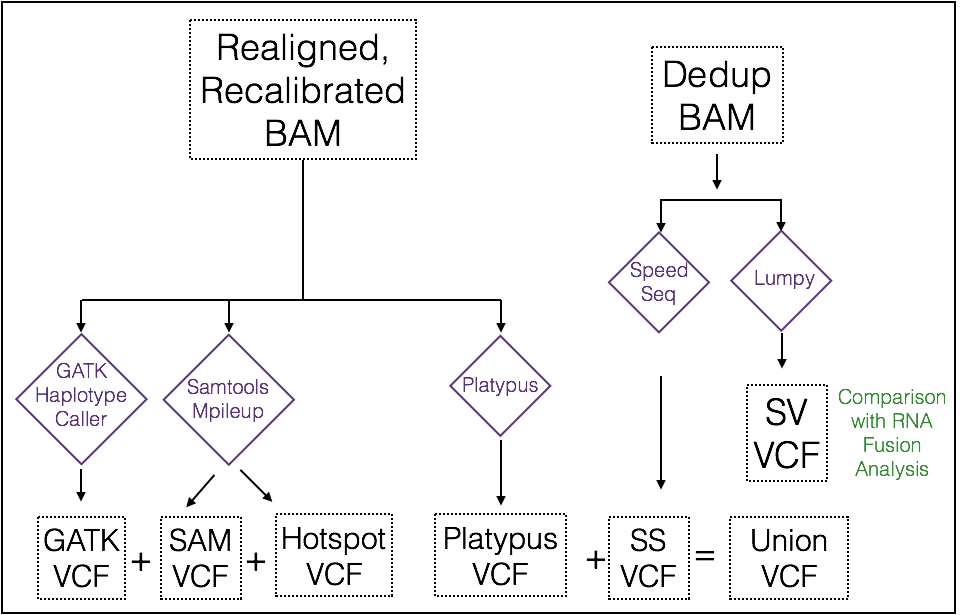 Realigned,
Recalibrated
BAM
Dedup
BAM
Speed
Seq
Lumpy
GATK
Haplotype
Caller
Samtools
Mpileup
Platypus
SV
VCF
Comparison
with RNA
Fusion
Analysis
GATK
VCF
+
SAM
VCF
+
Hotspot
VCF
Platypus
VCF
+
SS
VCF
=
Union
VCF